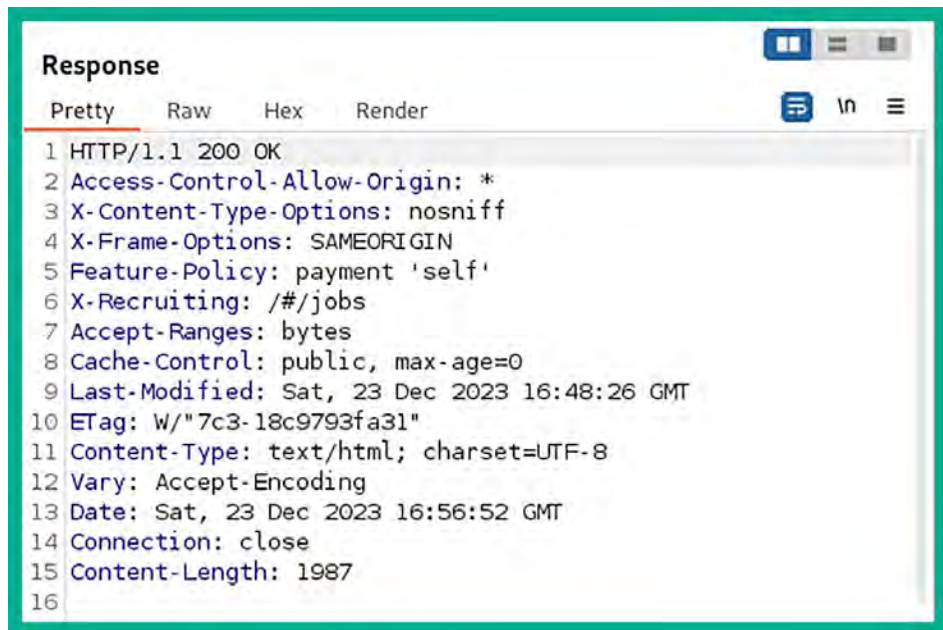 Response
Pretty Raw Hex Render \n
1 HTTP/1.1 200 OK
2 Access-Control-Allow-Origin: *
3 X-Content-Type-Options: nosniff
4 X-Frame-Options: SAMEORIGIN
5 Feature-Policy: payment 'self'
6 X-Recruiting: /#/jobs
7 Accept-Ranges: bytes
8 Cache-Control: public, max-age=0
9 Last-Modified: Sat, 23 Dec 2023 16:48:26 GMT
10 ETag: W/"7c3-18c9793fa31"
11 Content-Type: text/html; charset=UTF-8
12 Vary: Accept-Encoding
13 Date: Sat, 23 Dec 2023 16:56:52 GMT
14 Connection: close
15 Content-Length: 1987
16